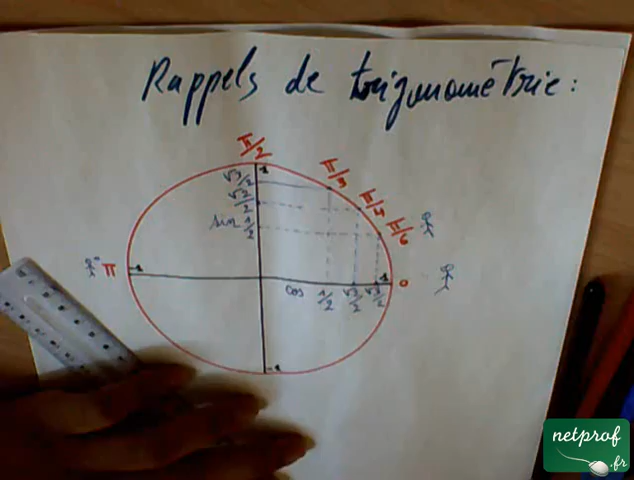 Rappels de trigonométrie :
π/2
π/3
π/4
π/6
1
√3/2
√2/2
sin
1/2
π
-1
cos
1/2
√2/2
√3/2
1
0
-1
netprof
.fr